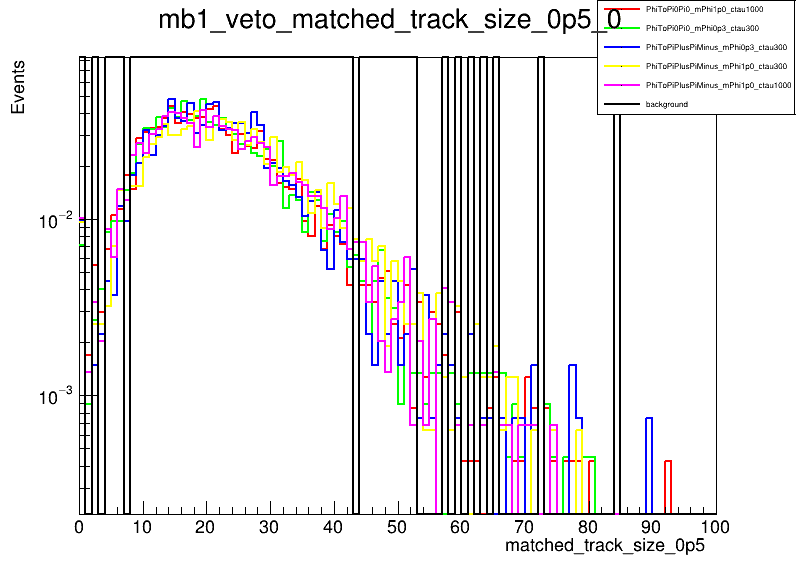 mb1_veto_matched_track_size_0p5_0
PhiToPi0Pi0_mPhi1p0_ctau1000
PhiToPi0Pi0_mPhi0p3_ctau300
PhiToPiPlusPiMinus_mPhi0p3_ctau300
PhiToPiPlusPiMinus_mPhi1p0_ctau300
PhiToPiPlusPiMinus_mPhi1p0_ctau1000
background
Events
10−2
10−3
0 10 20 30 40 50 60 70 80 90 100
matched_track_size_0p5